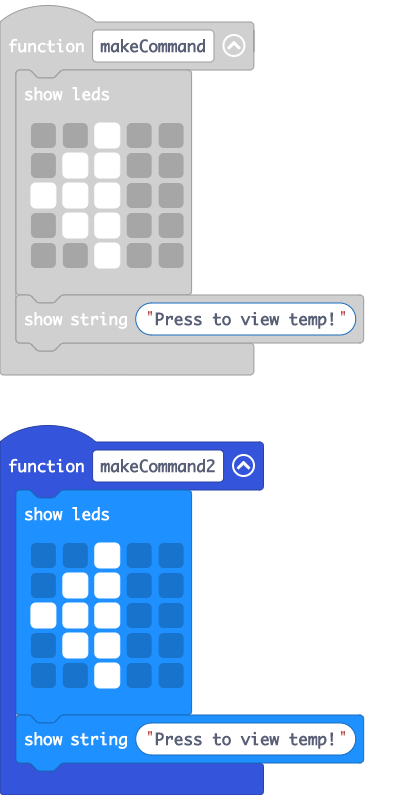 function makeCommand
show leds
show string "Press to view temp!"
function makeCommand2
show leds
show string "Press to view temp!"